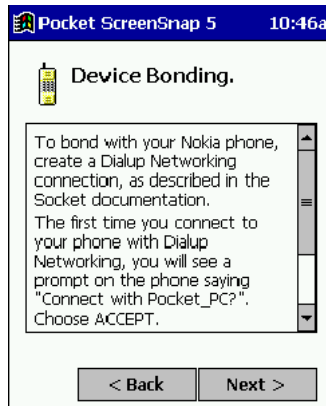 Pocket ScreenSnap 5 10:46a
Device Bonding.
To bond with your Nokia phone,
create a Dialup Networking
connection, as described in the
Socket documentation.
The first time you connect to
your phone with Dialup
Networking, you will see a
prompt on the phone saying
"Connect with Pocket_PC?".
Choose ACCEPT.
< Back Next >